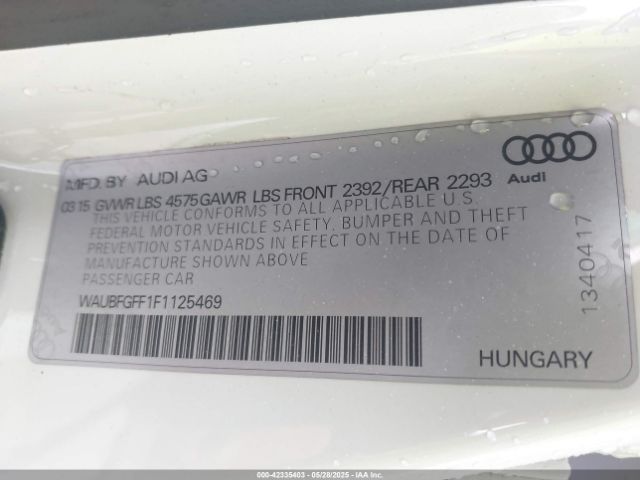 MFD. BY AUDI AG
Audi
03 15 GVWR LBS 4575 GAWR LBS FRONT 2392/REAR 2293
THIS VEHICLE CONFORMS TO ALL APPLICABLE U.S.
FEDERAL MOTOR VEHICLE SAFETY, BUMPER AND THEFT
PREVENTION STANDARDS IN EFFECT ON THE DATE OF
MANUFACTURE SHOWN ABOVE
PASSENGER CAR
WAUBFGFF1F1125469
1340417
HUNGARY
000-42335403 - 05/28/2025 - COPYRIGHT IAA, LLC.